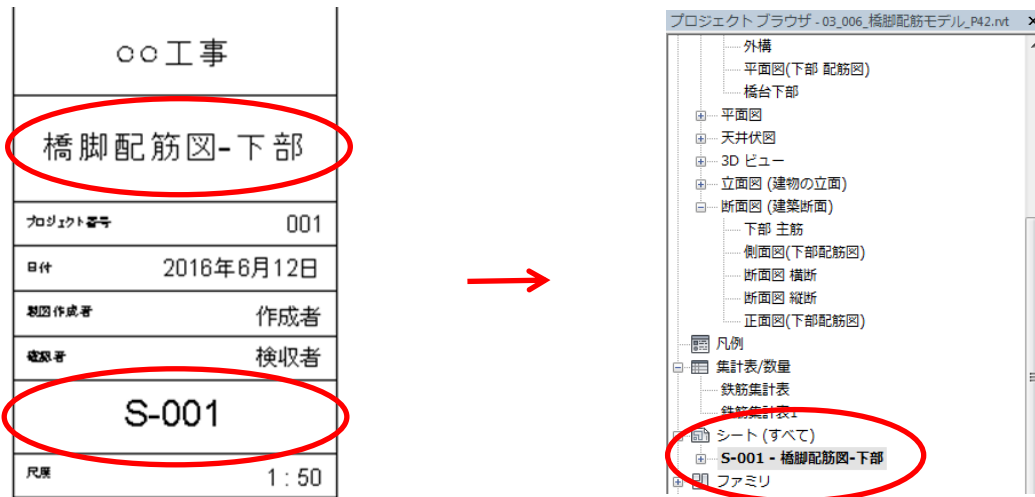 ○○工事
橋脚配筋図-下部
プロジェクト番号 001
日付 2016年6月12日
製図作成者 作成者
確認者 検収者
S-001
尺度 1 : 50
プロジェクト ブラウザ - 03_006_橋脚配筋モデル_P42.rvt
外構
平面図(下部 配筋図)
橋台下部
平面図
天井伏図
3D ビュー
立面図 (建物の立面)
断面図 (建築断面)
下部 主筋
側面図(下部配筋図)
断面図 横断
断面図 縦断
正面図(下部配筋図)
凡例
集計表/数量
鉄筋集計表
鉄筋集計表1
シート (すべて)
S-001 - 橋脚配筋図-下部
ファミリ